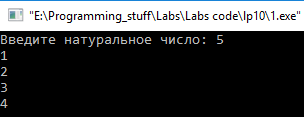 "E:\Programming_stuff\Labs\Labs code\lp10\1.exe"
Введите натуральное число: 5
1
2
3
4